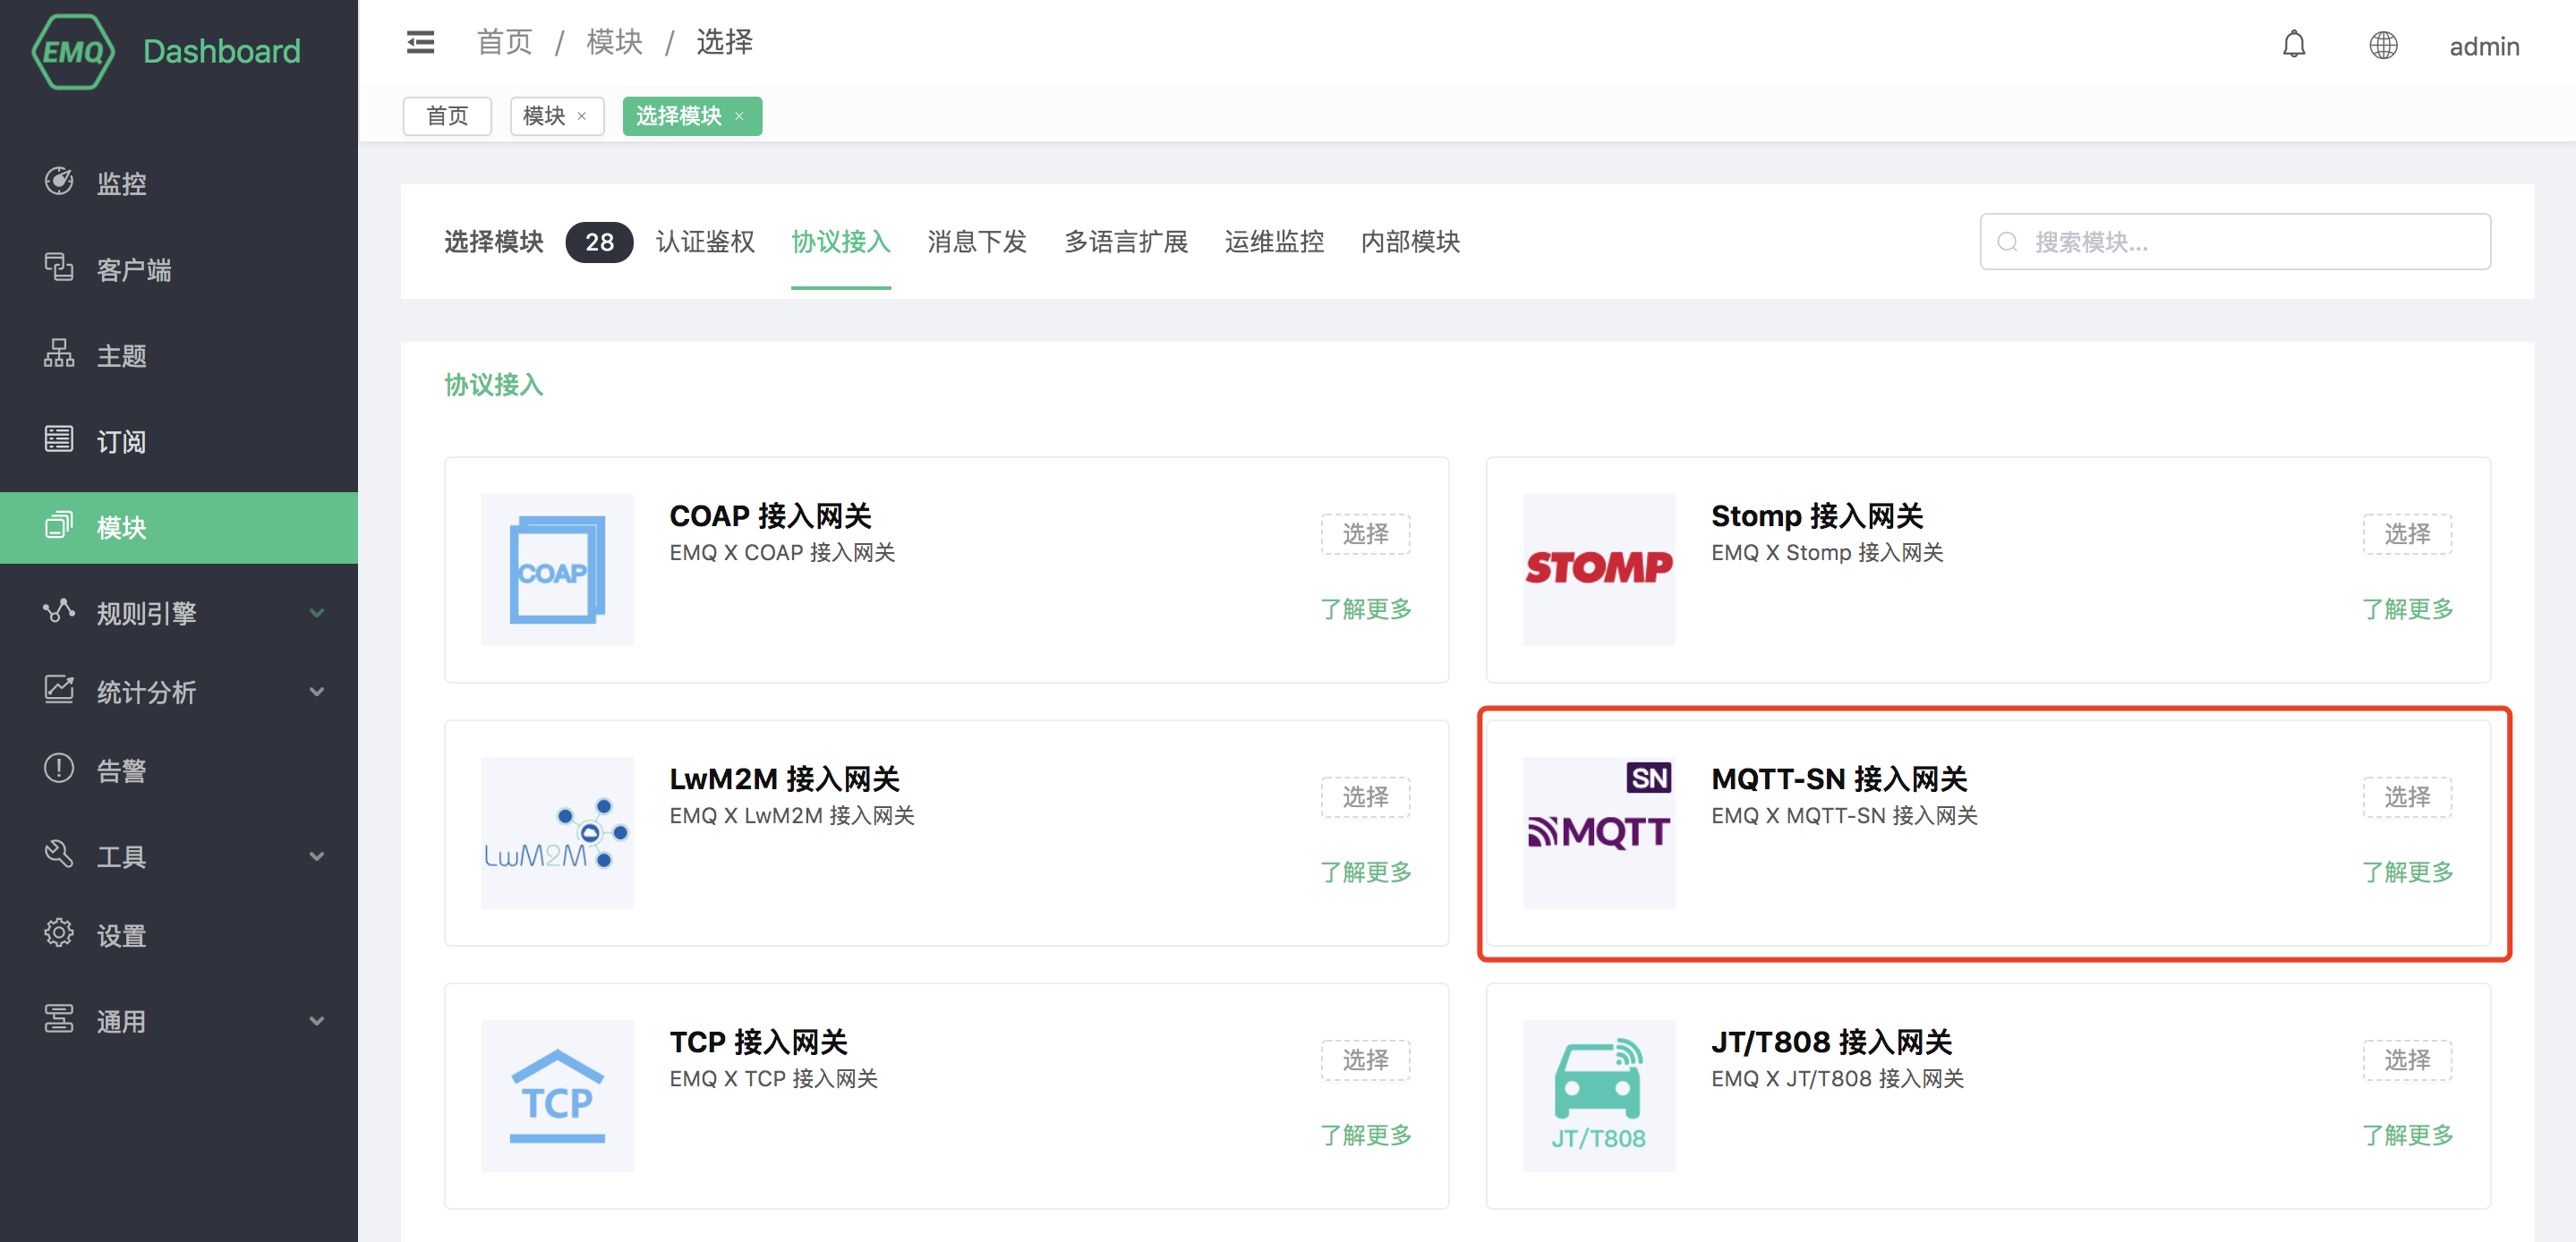 EMQ Dashboard
首页 / 模块 / 选择
admin
首页 模块 × 选择模块 ×
监控
客户端
主题
订阅
模块
规则引擎
统计分析
告警
工具
设置
通用
选择模块 28 认证鉴权 协议接入 消息下发 多语言扩展 运维监控 内部模块
搜索模块...
协议接入
COAP
COAP 接入网关
EMQ X COAP 接入网关
选择
了解更多
STOMP
Stomp 接入网关
EMQ X Stomp 接入网关
选择
了解更多
LwM2M
LwM2M 接入网关
EMQ X LwM2M 接入网关
选择
了解更多
SN
MQTT
MQTT-SN 接入网关
EMQ X MQTT-SN 接入网关
选择
了解更多
TCP
TCP 接入网关
EMQ X TCP 接入网关
选择
了解更多
JT/T808
JT/T808 接入网关
EMQ X JT/T808 接入网关
选择
了解更多